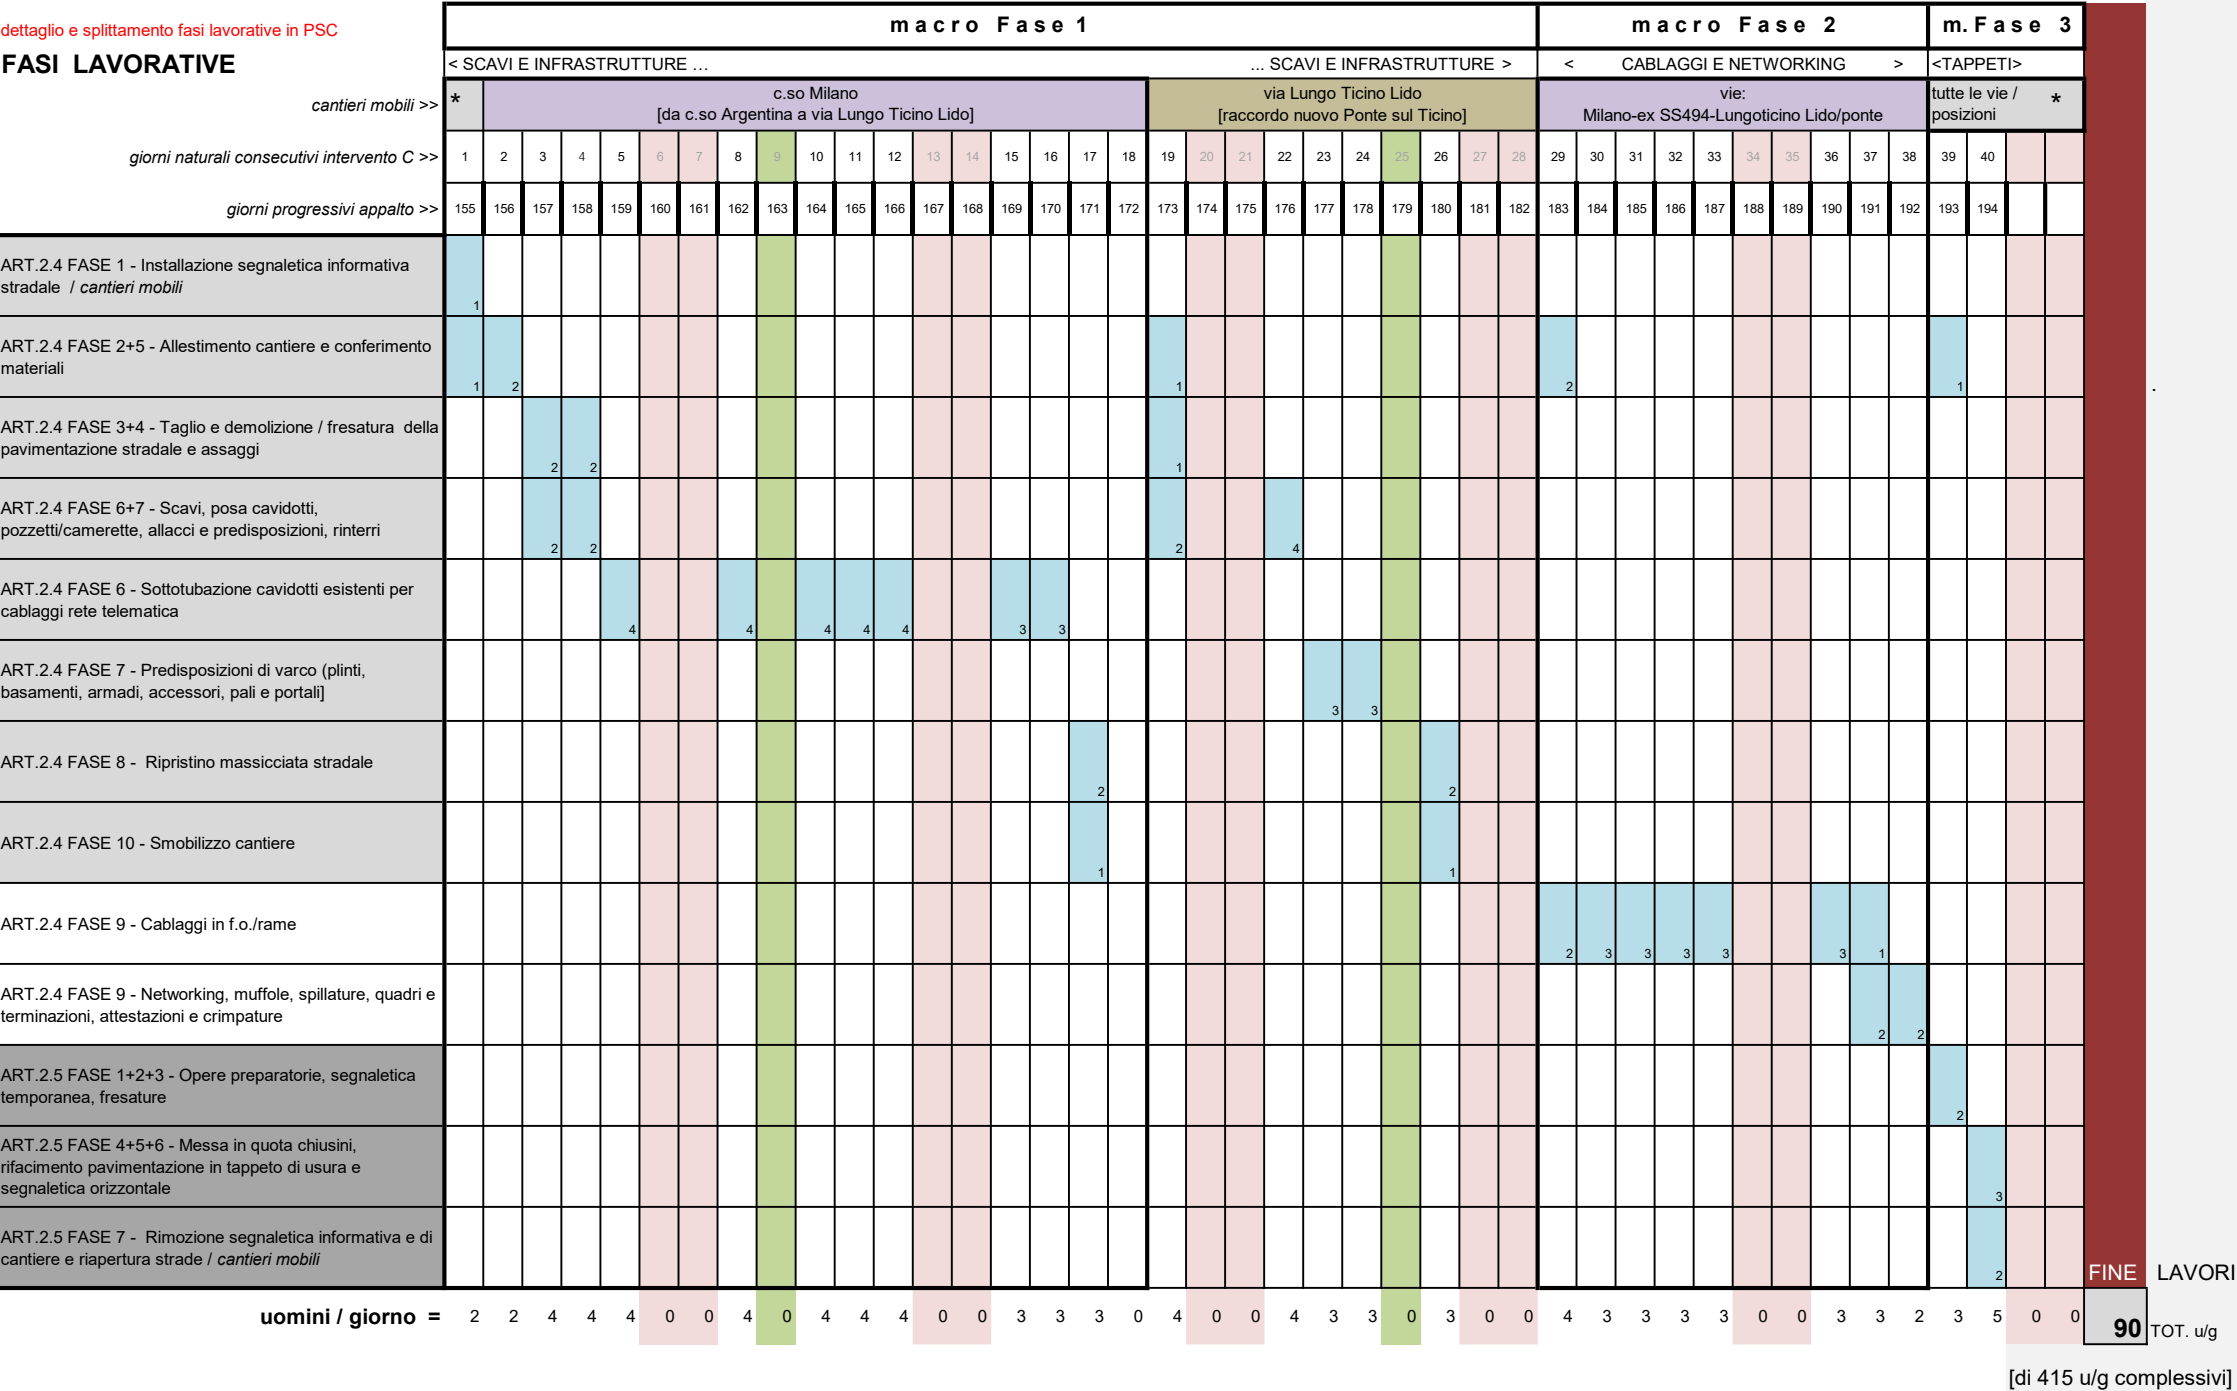 dettaglio e splittamento fasi lavorative in PSC
macro Fase 1 macro Fase 2 m. Fase 3
FASI LAVORATIVE
< SCAVI E INFRASTRUTTURE ... ... SCAVI E INFRASTRUTTURE > < CABLAGGI E NETWORKING > <TAPPETI>
cantieri mobili >>
*
c.so Milano
[da c.so Argentina a via Lungo Ticino Lido]
via Lungo Ticino Lido
[raccordo nuovo Ponte sul Ticino]
vie:
Milano-ex SS494-Lungoticino Lido/ponte
tutte le vie / *
posizioni
giorni naturali consecutivi intervento C >> 1 2 3 4 5 6 7 8 9 10 11 12 13 14 15 16 17 18 19 20 21 22 23 24 25 26 27 28 29 30 31 32 33 34 35 36 37 38 39 40
giorni progressivi appalto >> 155 156 157 158 159 160 161 162 163 164 165 166 167 168 169 170 171 172 173 174 175 176 177 178 179 180 181 182 183 184 185 186 187 188 189 190 191 192 193 194
ART.2.4 FASE 1 - Installazione segnaletica informativa
stradale / cantieri mobili
1
ART.2.4 FASE 2+5 - Allestimento cantiere e conferimento
materiali
1 2 1 2 1
.
ART.2.4 FASE 3+4 - Taglio e demolizione / fresatura della
pavimentazione stradale e assaggi
2 2 1
ART.2.4 FASE 6+7 - Scavi, posa cavidotti,
pozzetti/camerette, allacci e predisposizioni, rinterri
2 2 2 4
ART.2.4 FASE 6 - Sottotubazione cavidotti esistenti per
cablaggi rete telematica
4 4 4 4 4 3 3
ART.2.4 FASE 7 - Predisposizioni di varco (plinti,
basamenti, armadi, accessori, pali e portali]
3 3
ART.2.4 FASE 8 - Ripristino massicciata stradale
2 2
ART.2.4 FASE 10 - Smobilizzo cantiere
1 1
ART.2.4 FASE 9 - Cablaggi in f.o./rame
2 3 3 3 3 3 1
ART.2.4 FASE 9 - Networking, muffole, spillature, quadri e
terminazioni, attestazioni e crimpature
2 2
ART.2.5 FASE 1+2+3 - Opere preparatorie, segnaletica
temporanea, fresature
2
ART.2.5 FASE 4+5+6 - Messa in quota chiusini,
rifacimento pavimentazione in tappeto di usura e
segnaletica orizzontale
3
ART.2.5 FASE 7 - Rimozione segnaletica informativa e di
cantiere e riapertura strade / cantieri mobili
2
FINE LAVORI
uomini / giorno = 2 2 4 4 4 0 0 4 0 4 4 4 0 0 3 3 3 0 4 0 0 4 3 3 0 3 0 0 4 3 3 3 3 0 0 3 3 2 3 5 0 0
90 TOT. u/g
[di 415 u/g complessivi]